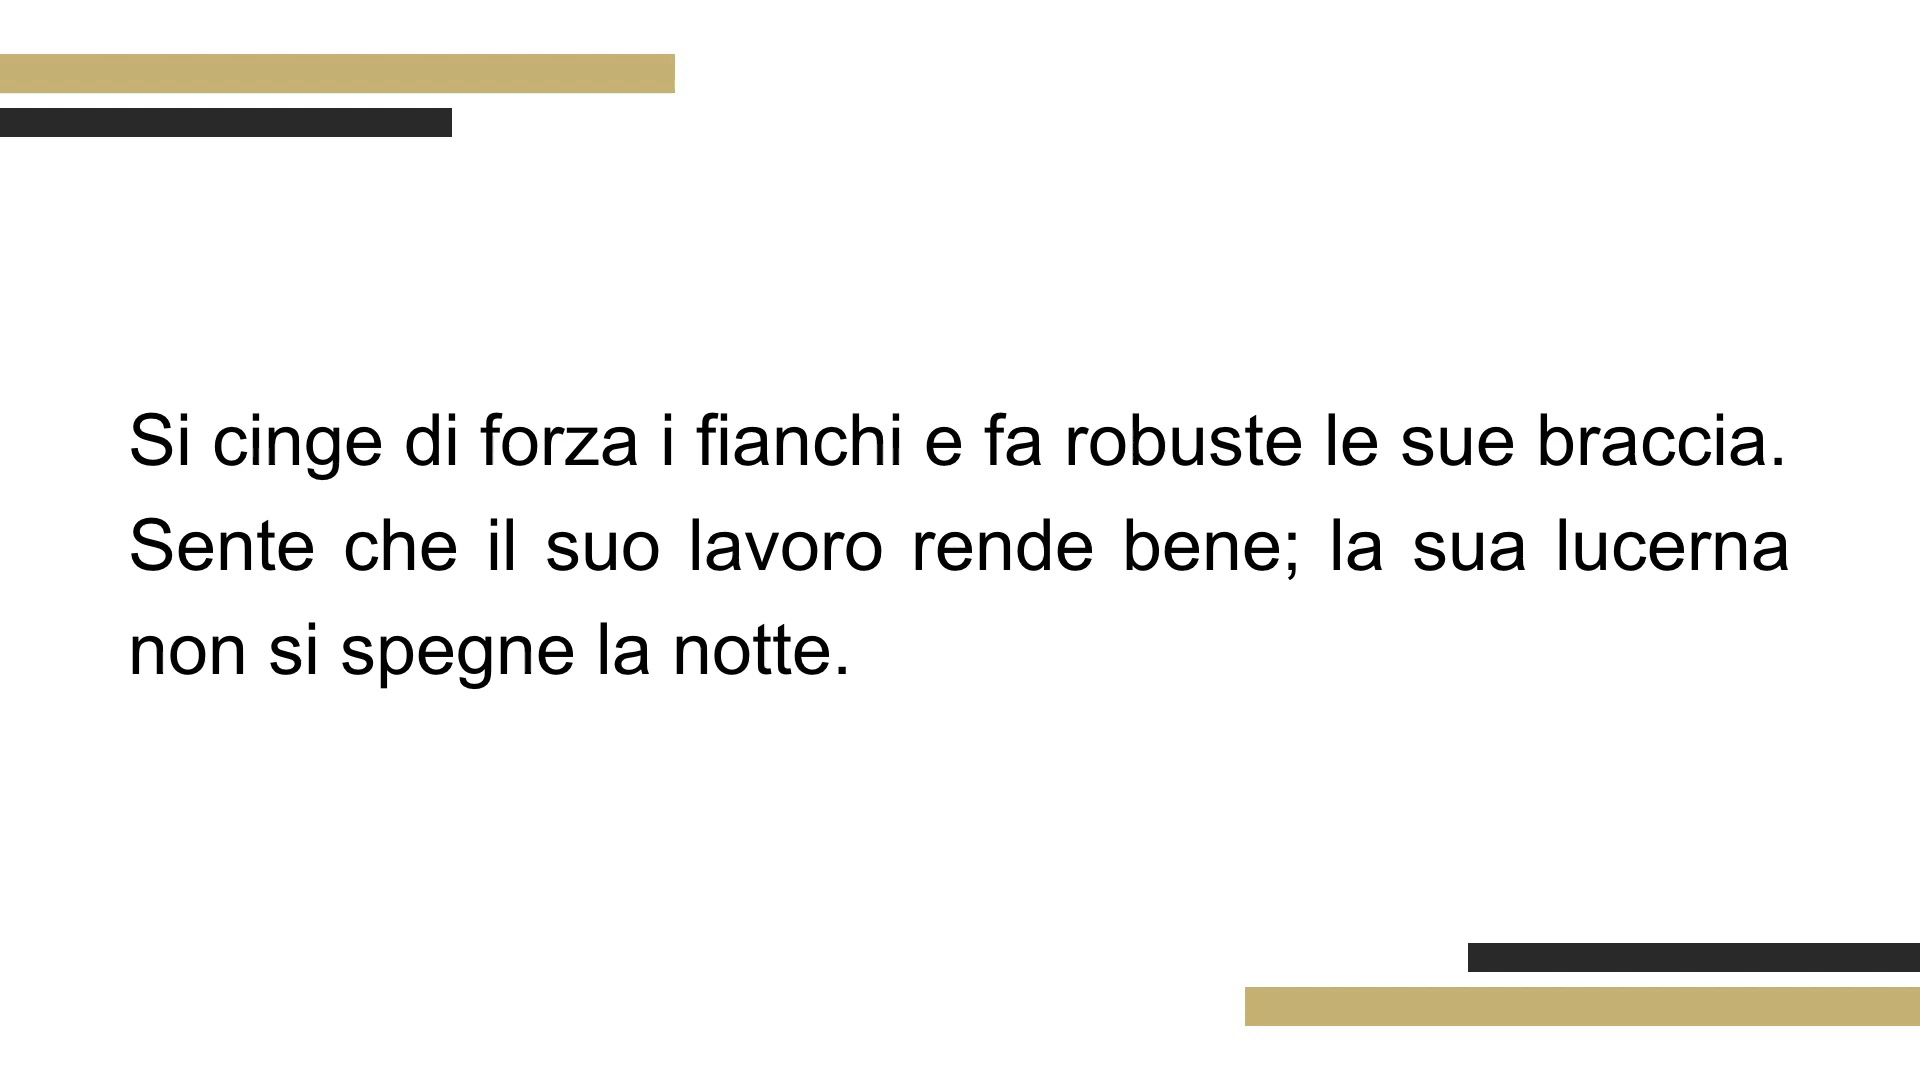 Si cinge di forza i fianchi e fa robuste le sue braccia.
Sente che il suo lavoro rende bene; la sua lucerna
non si spegne la notte.